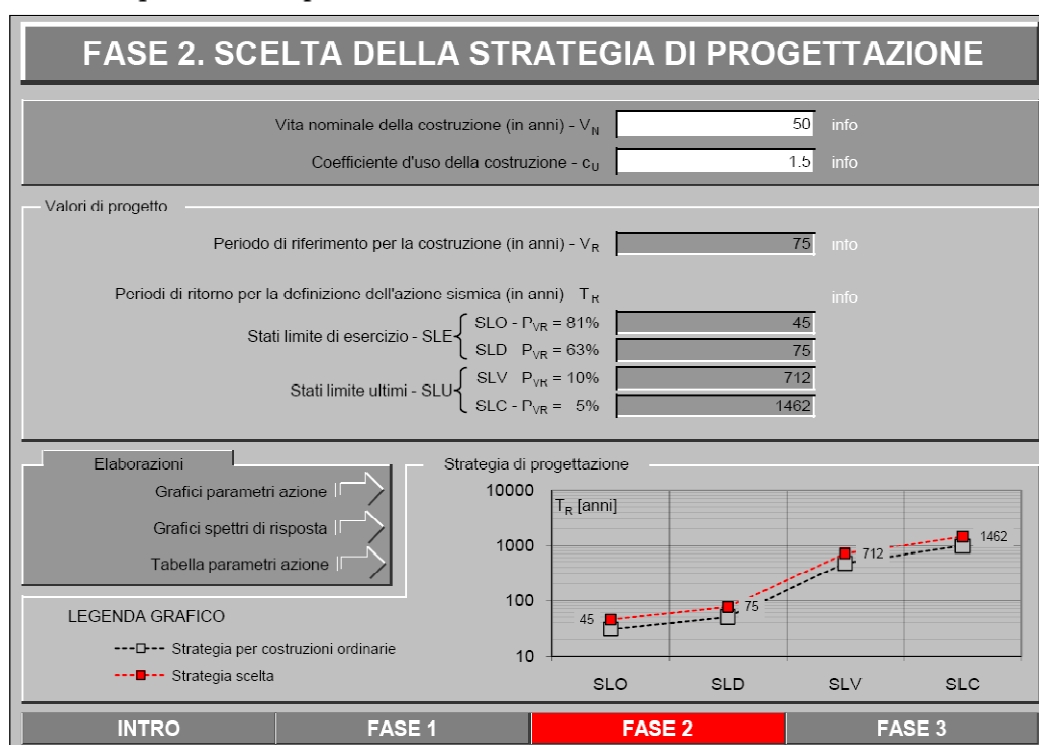 FASE 2. SCELTA DELLA STRATEGIA DI PROGETTAZIONE
Vita nominale della costruzione (in anni) - VN 50 info
Coefficiente d'uso della costruzione - cU 1.5 info
Valori di progetto
Periodo di riferimento per la costruzione (in anni) - VR 75 info
Periodi di ritorno per la definizione dell'azione sismica (in anni) TR info
Stati limite di esercizio - SLE
SLO - PVR = 81% 45
SLD PVR = 63% 75
Stati limite ultimi - SLU
SLV PVR = 10% 712
SLC - PVR = 5% 1462
Elaborazioni
Grafici parametri azione
Grafici spettri di risposta
Tabella parametri azione
Strategia di progettazione
TR [anni]
10000
1000
100
10
45
75
712
1462
SLO SLD SLV SLC
LEGENDA GRAFICO
Strategia per costruzioni ordinarie
Strategia scelta
INTRO FASE 1 FASE 2 FASE 3